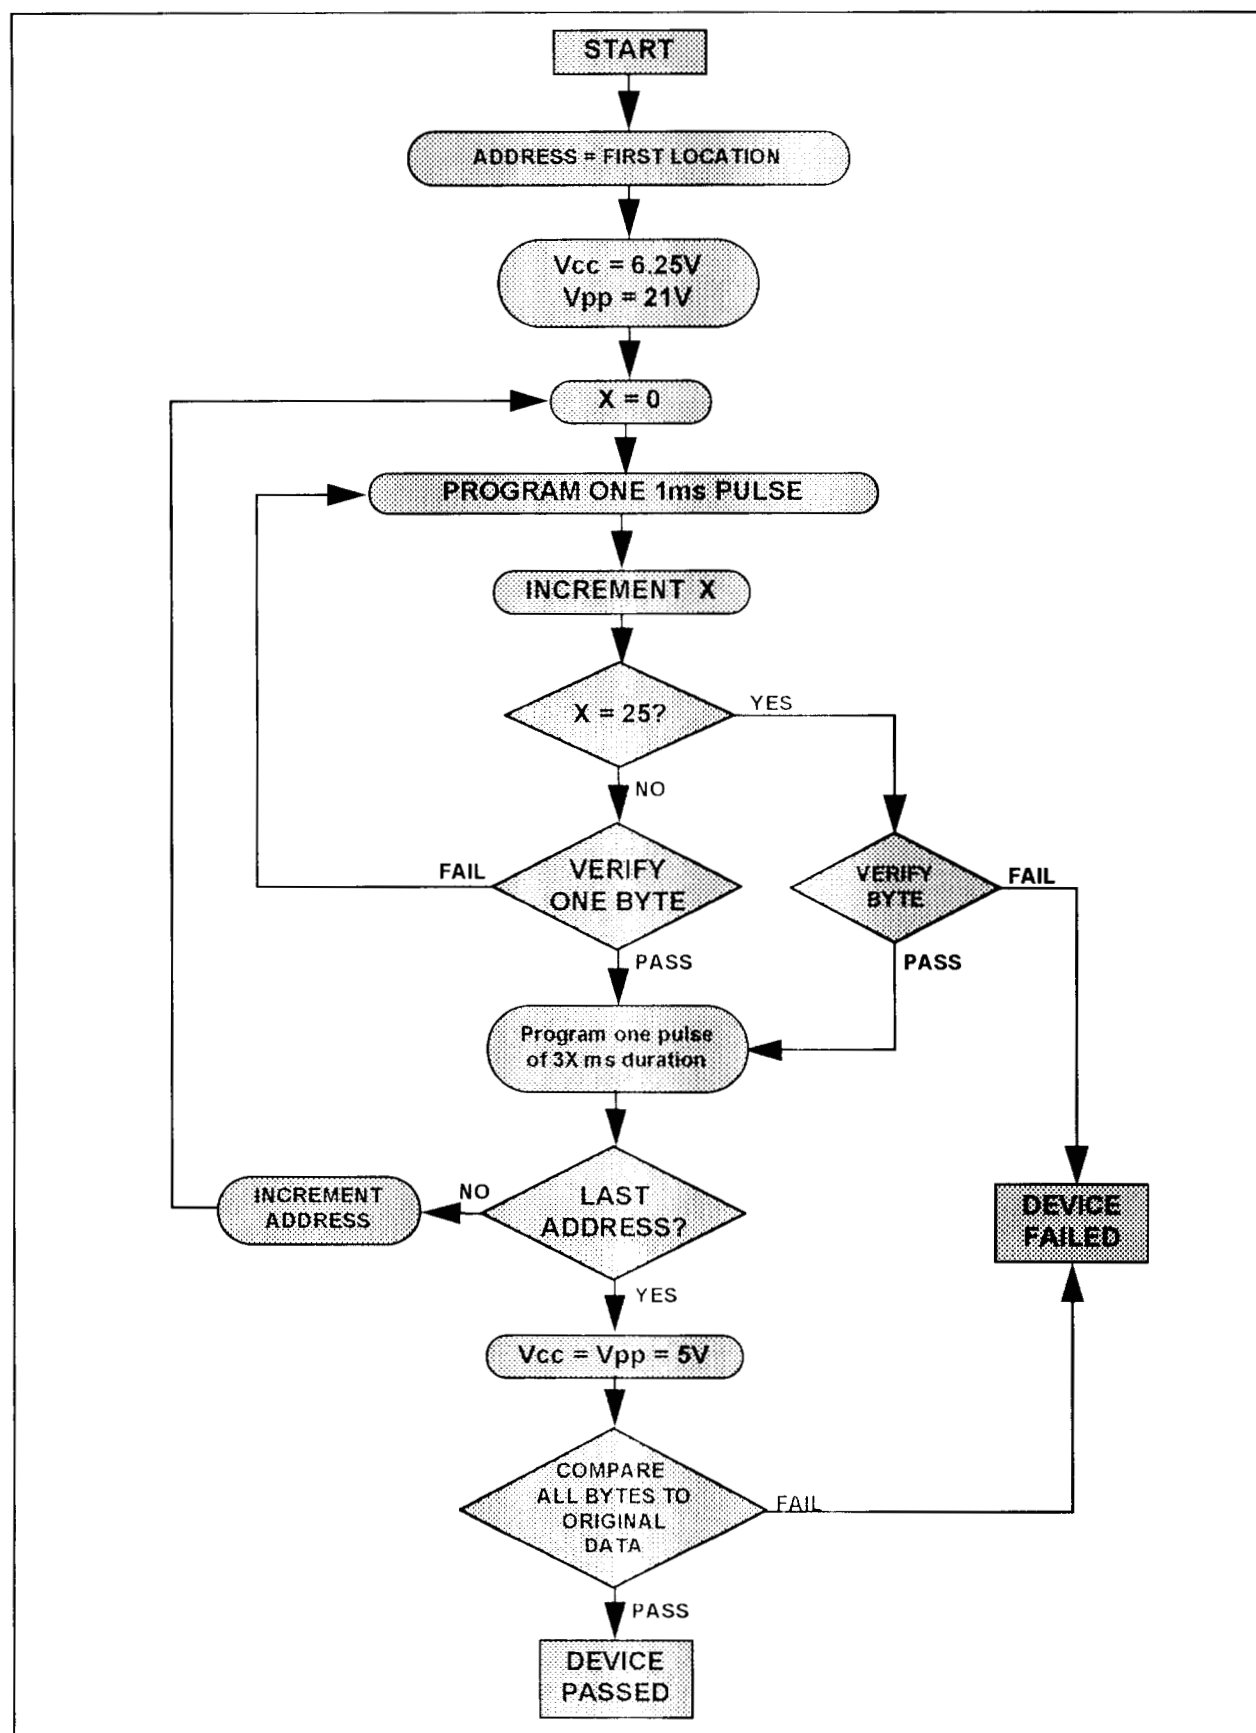 START
ADDRESS = FIRST LOCATION
Vcc = 6.25V
Vpp = 21V
X = 0
PROGRAM ONE 1ms PULSE
INCREMENT X
X = 25?
YES
NO
VERIFY
ONE BYTE
FAIL
VERIFY
BYTE
FAIL
PASS
PASS
Program one pulse
of 3X ms duration
LAST
ADDRESS?
NO
INCREMENT
ADDRESS
DEVICE
FAILED
YES
Vcc = Vpp = 5V
COMPARE
ALL BYTES TO
ORIGINAL
DATA
FAIL
PASS
DEVICE
PASSED